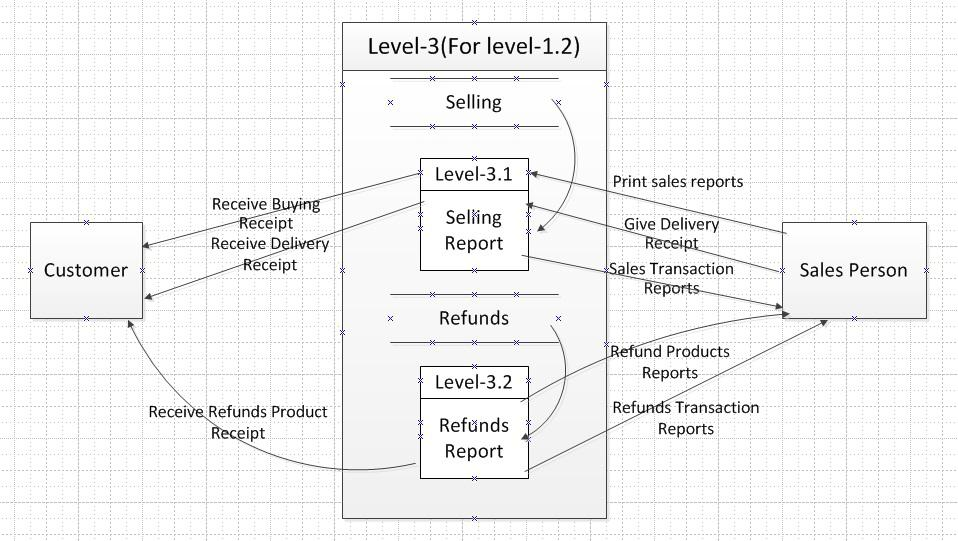 Level-3(For level-1.2)
Selling
Level-3.1
Selling
Report
Refunds
Level-3.2
Refunds
Report
Customer
Sales Person
Receive Buying
Receipt
Receive Delivery
Receipt
Receive Refunds Product
Receipt
Print sales reports
Give Delivery
Receipt
Sales Transaction
Reports
Refund Products
Reports
Refunds Transaction
Reports